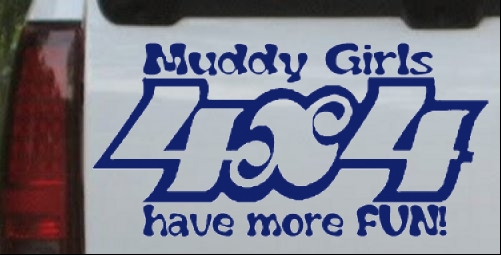 Muddy Girls
4x4
have more FUN!